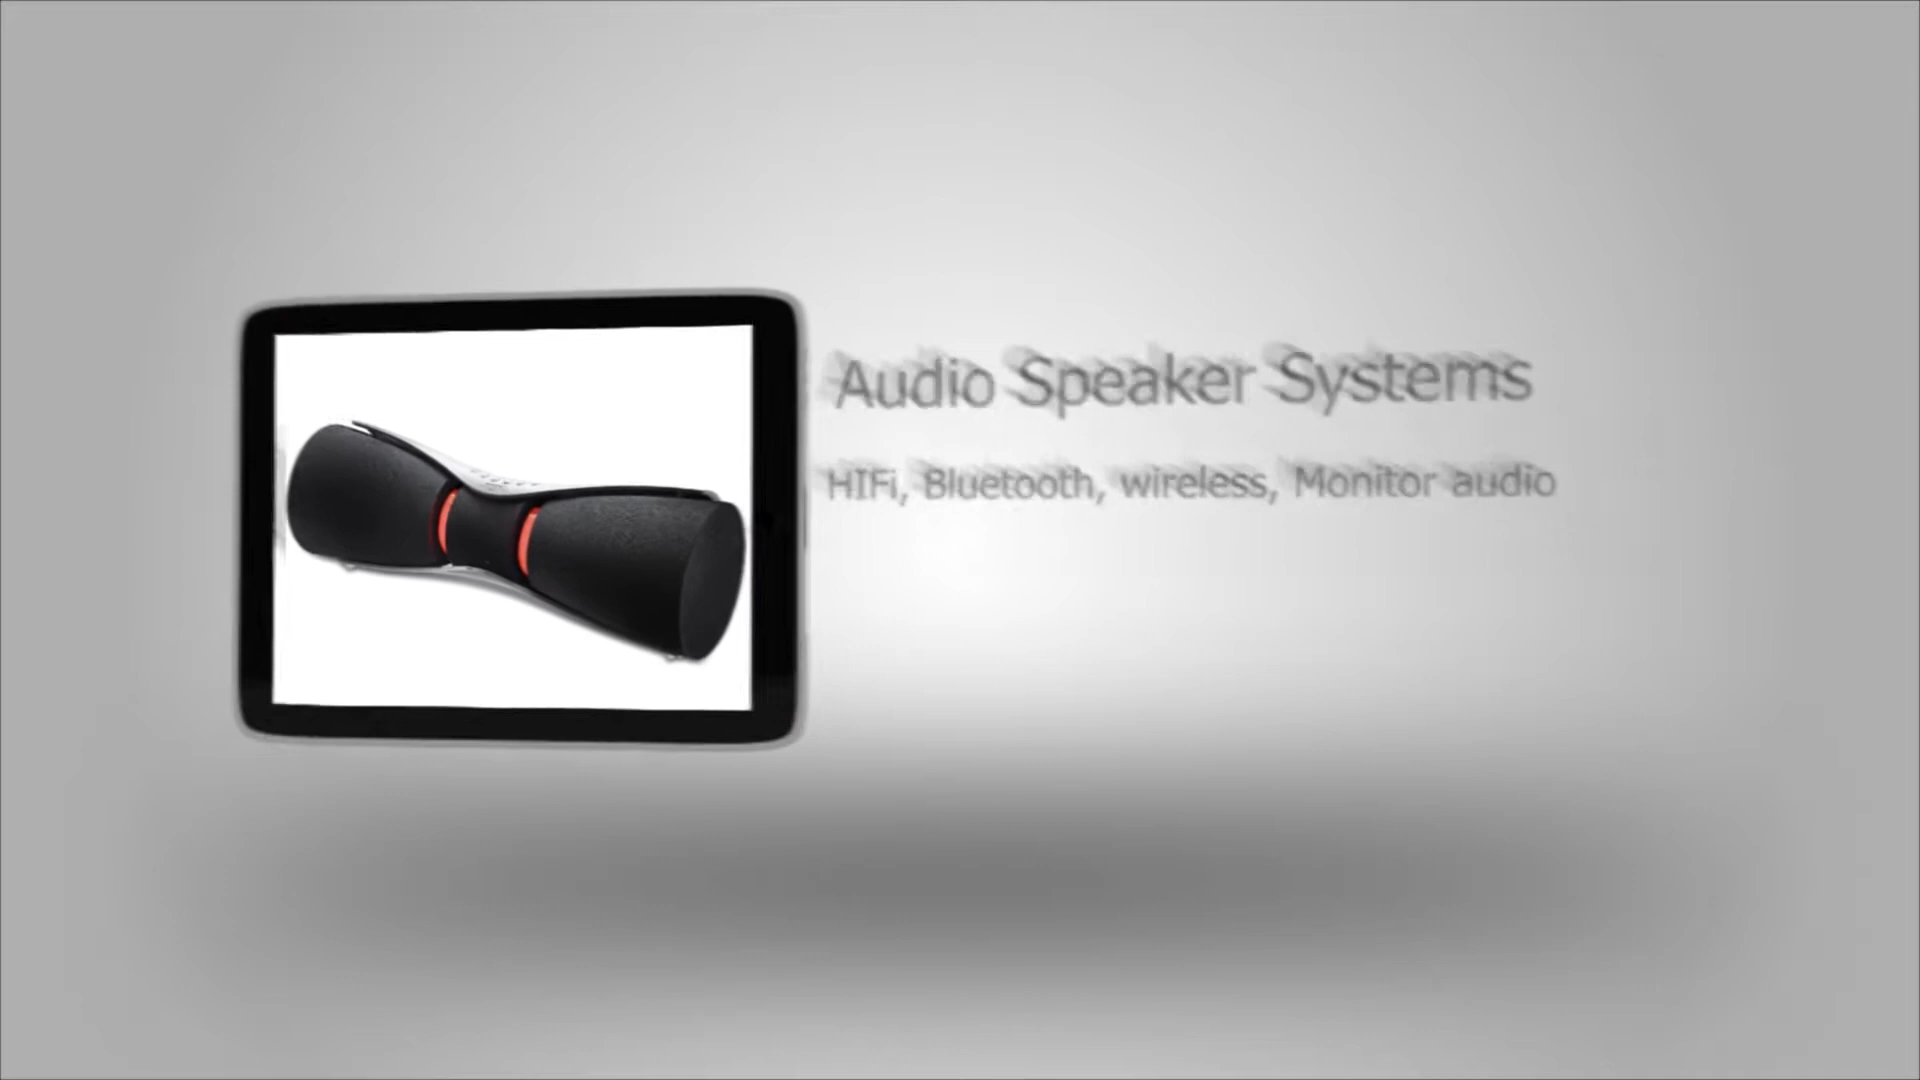 Audio Speaker Systems
HIFi, Bluetooth, wireless, Monitor audio